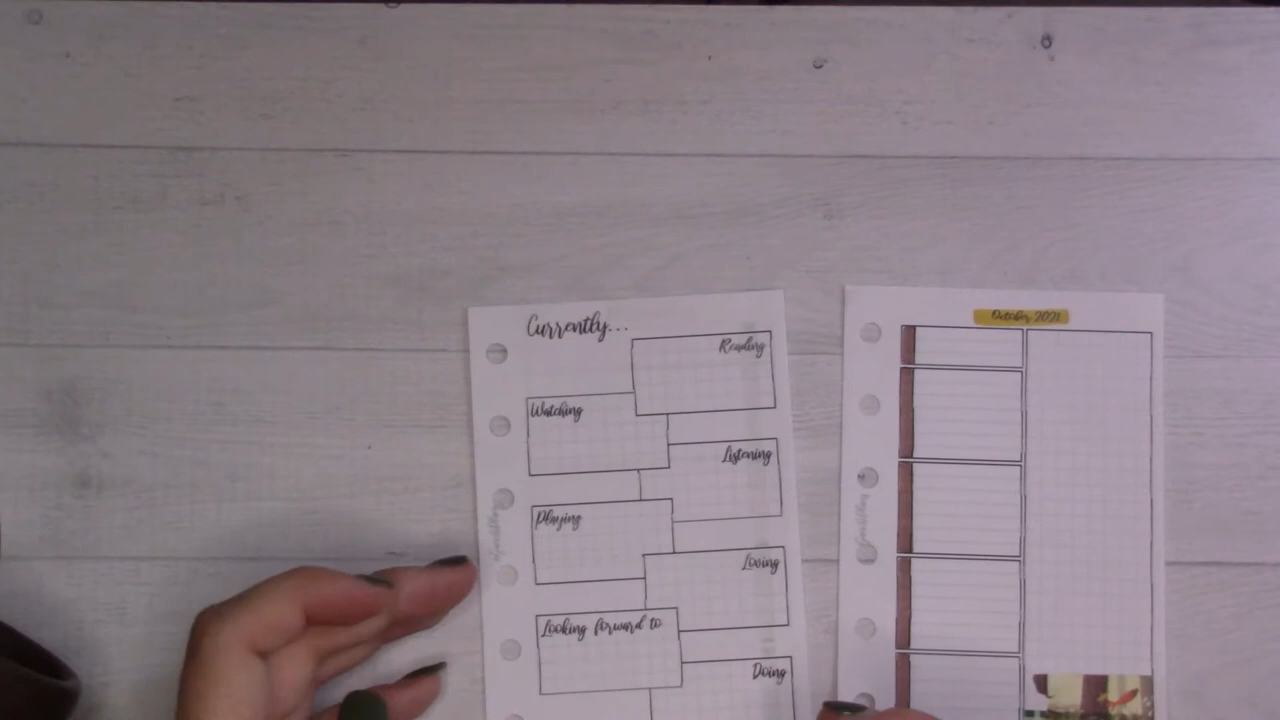 Currently...
Reading
Watching
Listening
Playing
Loving
Looking forward to
Doing
October 2021